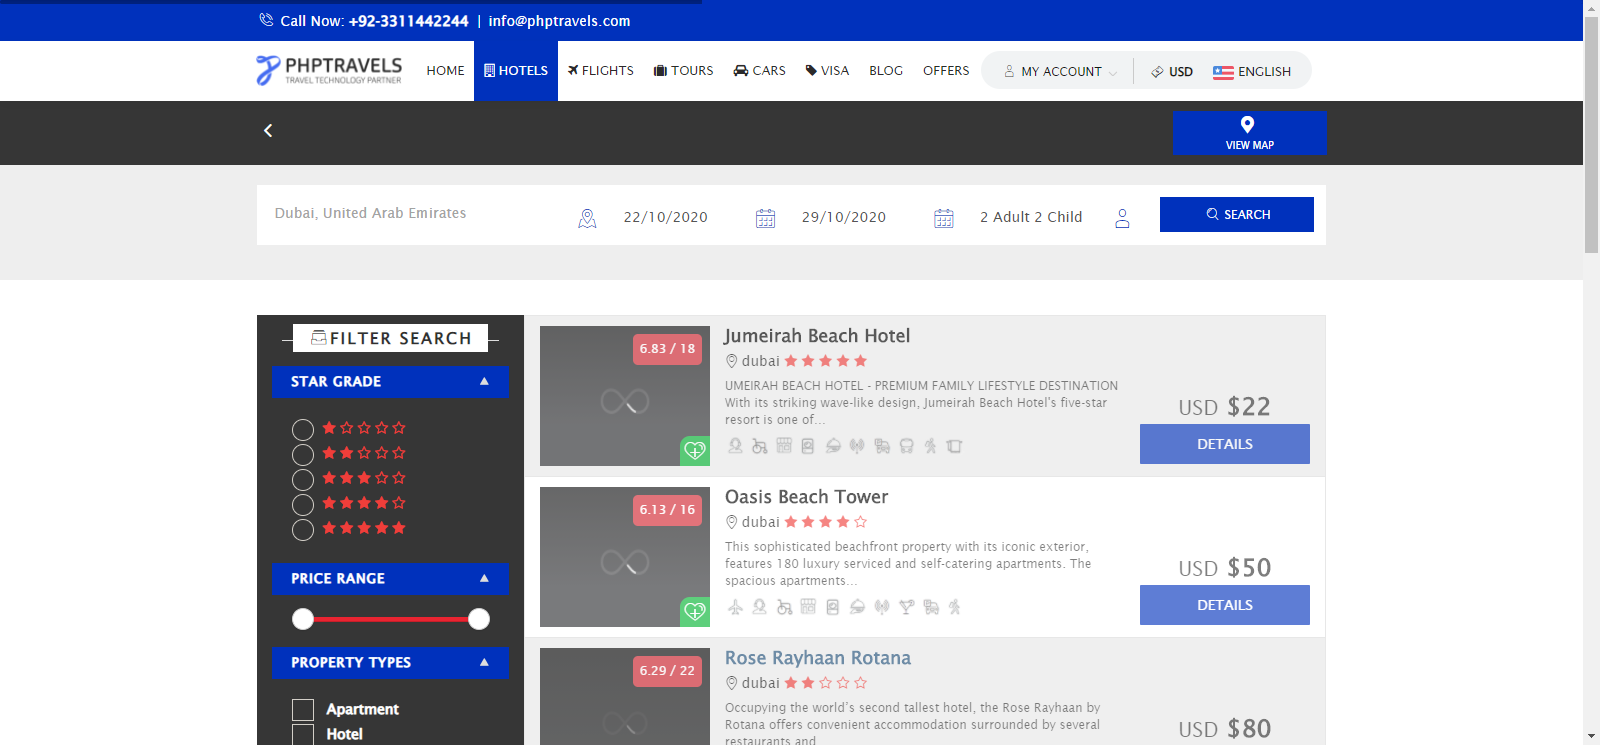 Call Now: +92-3311442244 | info@phptravels.com
PHPTRAVELS
TRAVEL TECHNOLOGY PARTNER
HOME HOTELS FLIGHTS TOURS CARS VISA BLOG OFFERS MY ACCOUNT USD ENGLISH
VIEW MAP
Dubai, United Arab Emirates 22/10/2020 29/10/2020 2 Adult 2 Child SEARCH
FILTER SEARCH
STAR GRADE
PRICE RANGE
PROPERTY TYPES
Apartment
Hotel
6.83 / 18
Jumeirah Beach Hotel
dubai
UMEIRAH BEACH HOTEL - PREMIUM FAMILY LIFESTYLE DESTINATION
With its striking wave-like design, Jumeirah Beach Hotel's five-star
resort is one of...
USD $22
DETAILS
6.13 / 16
Oasis Beach Tower
dubai
This sophisticated beachfront property with its iconic exterior,
features 180 luxury serviced and self-catering apartments. The
spacious apartments...
USD $50
DETAILS
6.29 / 22
Rose Rayhaan Rotana
dubai
Occupying the world's second tallest hotel, the Rose Rayhaan by
Rotana offers convenient accommodation surrounded by several
restaurants and
USD $80